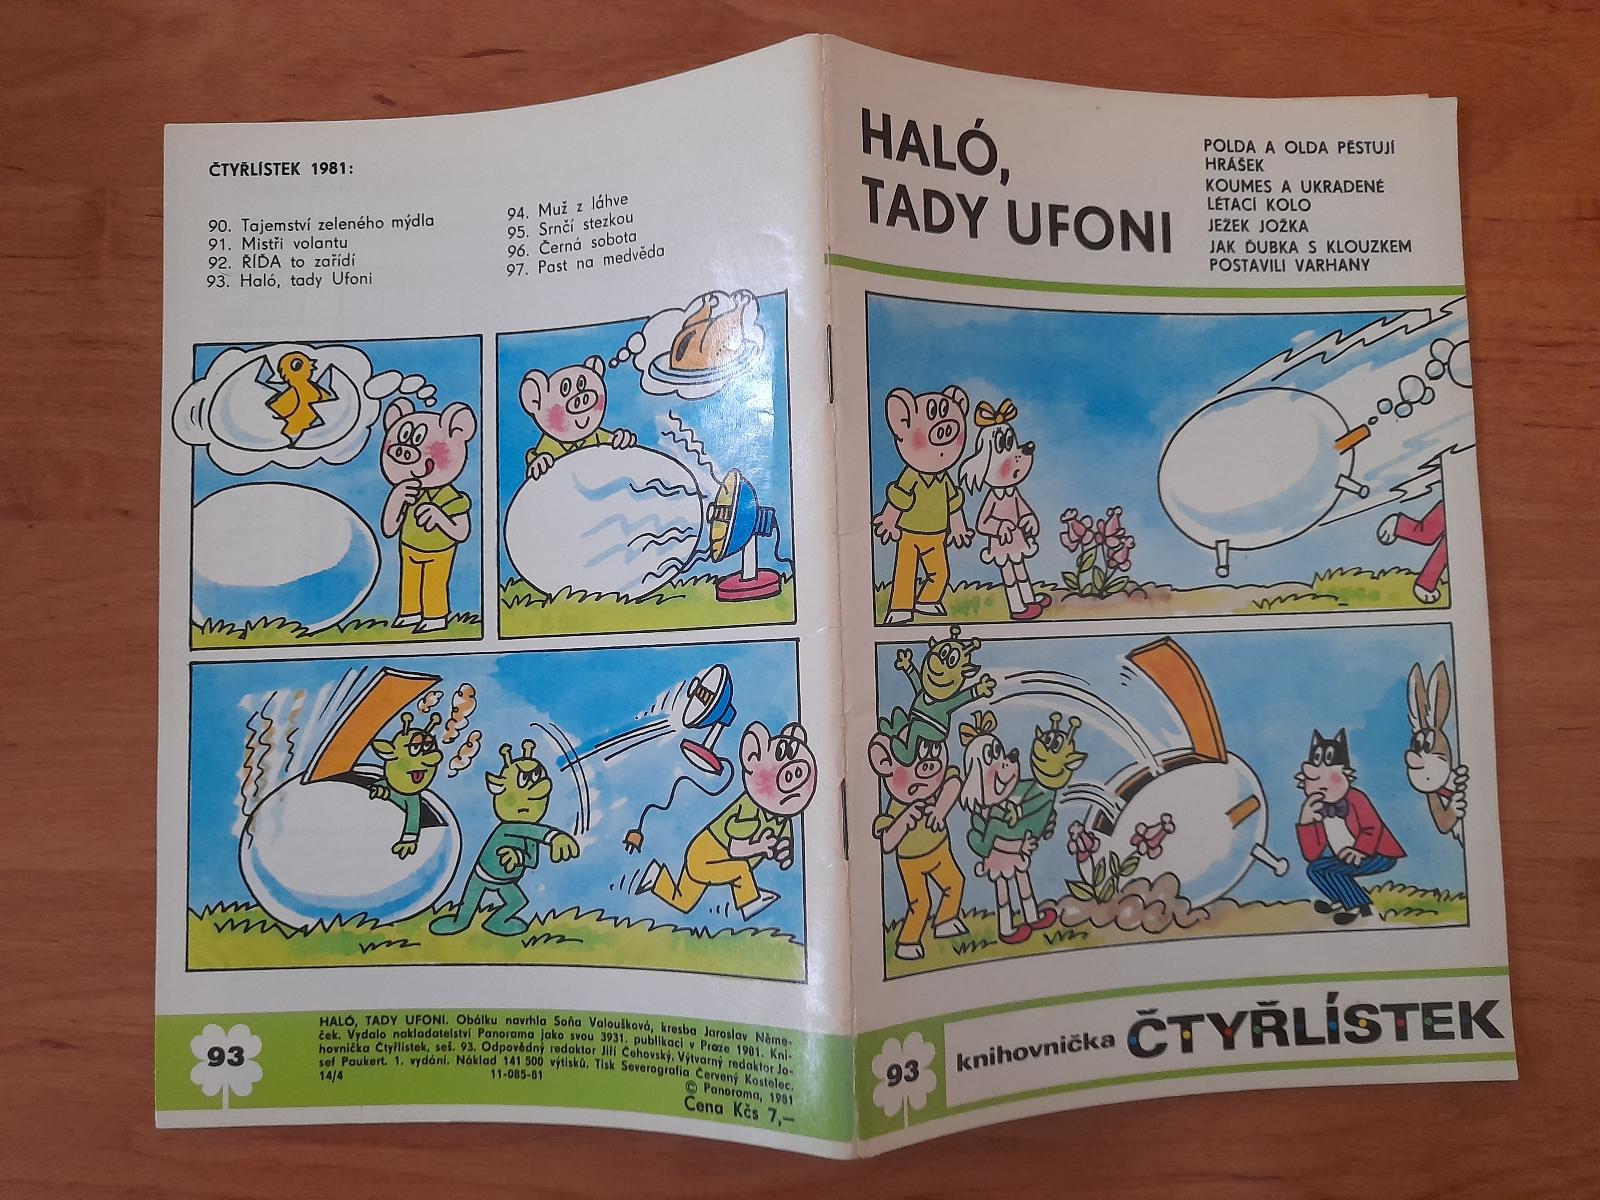 ČTYŘLÍSTEK 1981:
90. Tajemství zeleného mýdla
91. Mistři volantu
92. ŘÍĎA to zařídí
93. Haló, tady Ufoni
94. Muž z láhve
95. Srnčí stezkou
96. Černá sobota
97. Past na medvěda
93
HALÓ, TADY UFONI. Obálku navrhla Soňa Valoušková, kresba Jaroslav Něme-
ček. Vydalo nakladatelství Panorama jako svou 3931. publikaci v Praze 1981. Kni-
hovnička Čtyřlístek, seš. 93. Odpovědný redaktor Jiří Čehovský. Výtvarný redaktor Jo-
sef Paukert. 1. vydání. Náklad 141 500 výtisků. Tisk Severografia Červený Kostelec.
14/4 11-085-81
© Panorama, 1981
Cena Kčs 7,–
HALÓ,
TADY UFONI
POLDA A OLDA PĚSTUJÍ
HRÁŠEK
KOUMES A UKRADENÉ
LÉTACÍ KOLO
JEŽEK JOŽKA
JAK ĎUBKA S KLOUZKEM
POSTAVILI VARHANY
93
knihovnička ČTYŘLÍSTEK